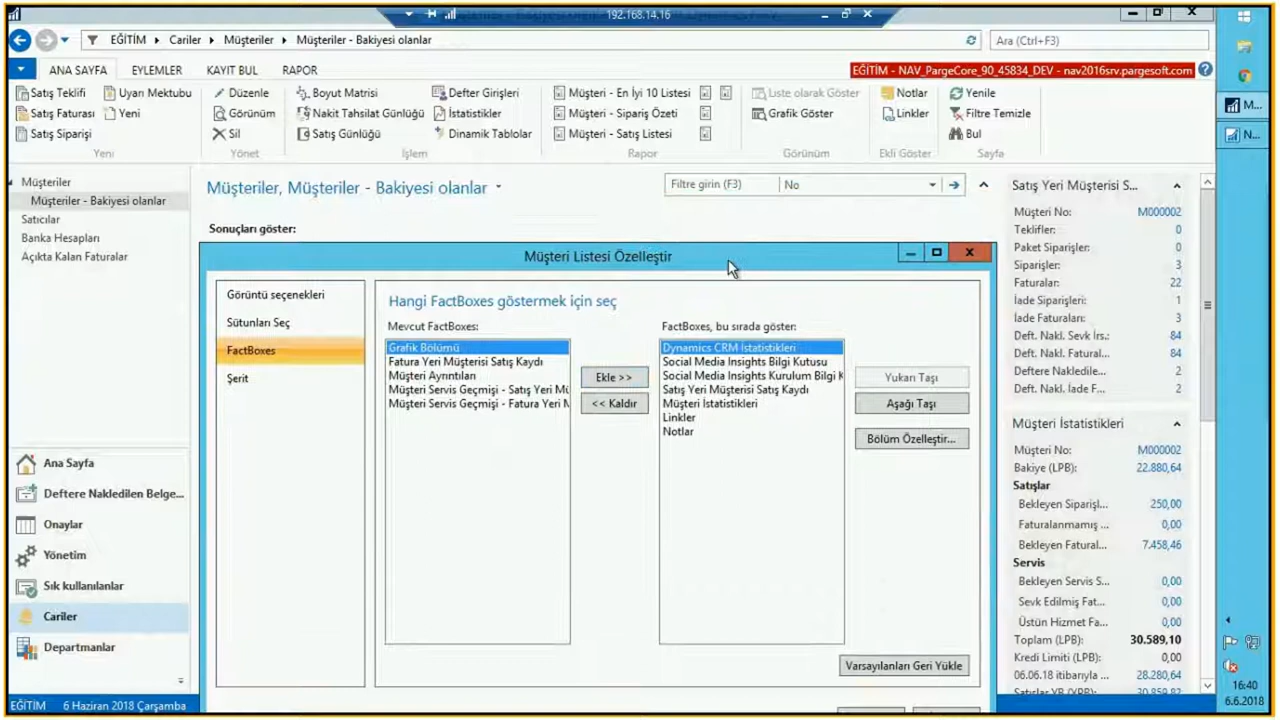 192.168.14.16
EĞİTİM
Cariler
Müşteriler
Müşteriler - Bakiyesi olanlar
Ara (Ctrl+F3)
ANA SAYFA
EYLEMLER
KAYIT BUL
RAPOR
EĞİTİM - NAV_PargeCore_90_45834_DEV - nav2016srv.pargesoft.com
Satış Teklifi
Uyarı Mektubu
Satış Faturası
Yeni
Satış Siparişi
Yeni
Düzenle
Görünüm
Sil
Yönet
Boyut Matrisi
Defter Girişleri
Nakit Tahsilat Günlüğü
İstatistikler
Satış Günlüğü
Dinamik Tablolar
İşlem
Müşteri - En İyi 10 Listesi
Müşteri - Sipariş Özeti
Müşteri - Satış Listesi
Rapor
Liste olarak Göster
Grafik Göster
Görünüm
Notlar
Linkler
Ekli Göster
Yenile
Filtre Temizle
Bul
Sayfa
M...
N...
Müşteriler
Müşteriler - Bakiyesi olanlar
Satıcılar
Banka Hesapları
Açıkta Kalan Faturalar
Müşteriler, Müşteriler - Bakiyesi olanlar
Filtre girin (F3)
No
Sonuçları göster:
Müşteri Listesi Özelleştir
Görüntü seçenekleri
Sütunları Seç
FactBoxes
Şerit
Hangi FactBoxes göstermek için seç
Mevcut FactBoxes:
Grafik Bölümü
Fatura Yeri Müşterisi Satış Kaydı
Müşteri Ayrıntıları
Müşteri Servis Geçmişi - Satış Yeri Mü
Müşteri Servis Geçmişi - Fatura Yeri M
Ekle >>
<< Kaldır
FactBoxes, bu sırada göster:
Dynamics CRM İstatistikleri
Social Media Insights Bilgi Kutusu
Social Media Insights Kurulum Bilgi K
Satış Yeri Müşterisi Satış Kaydı
Müşteri İstatistikleri
Linkler
Notlar
Yukarı Taşı
Aşağı Taşı
Bölüm Özelleştir...
Varsayılanları Geri Yükle
Satış Yeri Müşterisi S...
Müşteri No: M000002
Teklifler: 0
Paket Siparişler: 0
Siparişler: 3
Faturalar: 22
İade Siparişleri: 1
İade Faturaları: 3
Deft. Nakl. Sevk İrs.: 84
Deft. Nakl. Fatural... 84
Deftere Nakledile... 2
Deft. Nakl. İade F... 2
Müşteri İstatistikleri
Müşteri No: M000002
Bakiye (LPB): 22.880,64
Satışlar
Bekleyen Siparişl... 250,00
Faturalanmamış ... 0,00
Bekleyen Fatural... 7.458,46
Servis
Bekleyen Servis S... 0,00
Sevk Edilmiş Fat... 0,00
Üstün Hizmet Fa... 0,00
Toplam (LPB): 30.589,10
Kredi Limiti (LPB): 0,00
06.06.18 itibarıyla ... 28.280,64
Satışlar YB (YPB): 30.859,82
Ana Sayfa
Deftere Nakledilen Belge...
Onaylar
Yönetim
Sık kullanılanlar
Cariler
Departmanlar
EĞİTİM
6 Haziran 2018 Çarşamba
16:40
6.6.2018